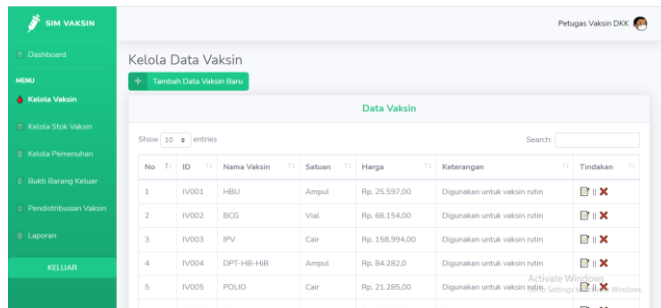 SIM VAKSIN
Petugas Vaksin DKK
Dashboard
MENU
Kelola Vaksin
Kelola Stok Vaksin
Kelola Pemenuhan
Bukti Barang Keluar
Pendistribusian Vaksin
Laporan
KELUAR
Kelola Data Vaksin
+ Tambah Data Vaksin Baru
Data Vaksin
Show 10 entries Search:
No ID Nama Vaksin Satuan Harga Keterangan Tindakan
1 IV001 HBU Ampul Rp. 25.597,00 Digunakan untuk vaksin rutin ||
2 IV002 BCG Vial Rp. 66.154,00 Digunakan untuk vaksin rutin ||
3 IV003 IPV Cair Rp. 158.994,00 Digunakan untuk vaksin rutin ||
4 IV004 DPT-HB-HiB Ampul Rp. 84.282,0 Digunakan untuk vaksin rutin ||
5 IV005 POLIO Cair Rp. 21.285,00 Digunakan untuk vaksin rutin ||
Activate Windows
to Settings Windows.